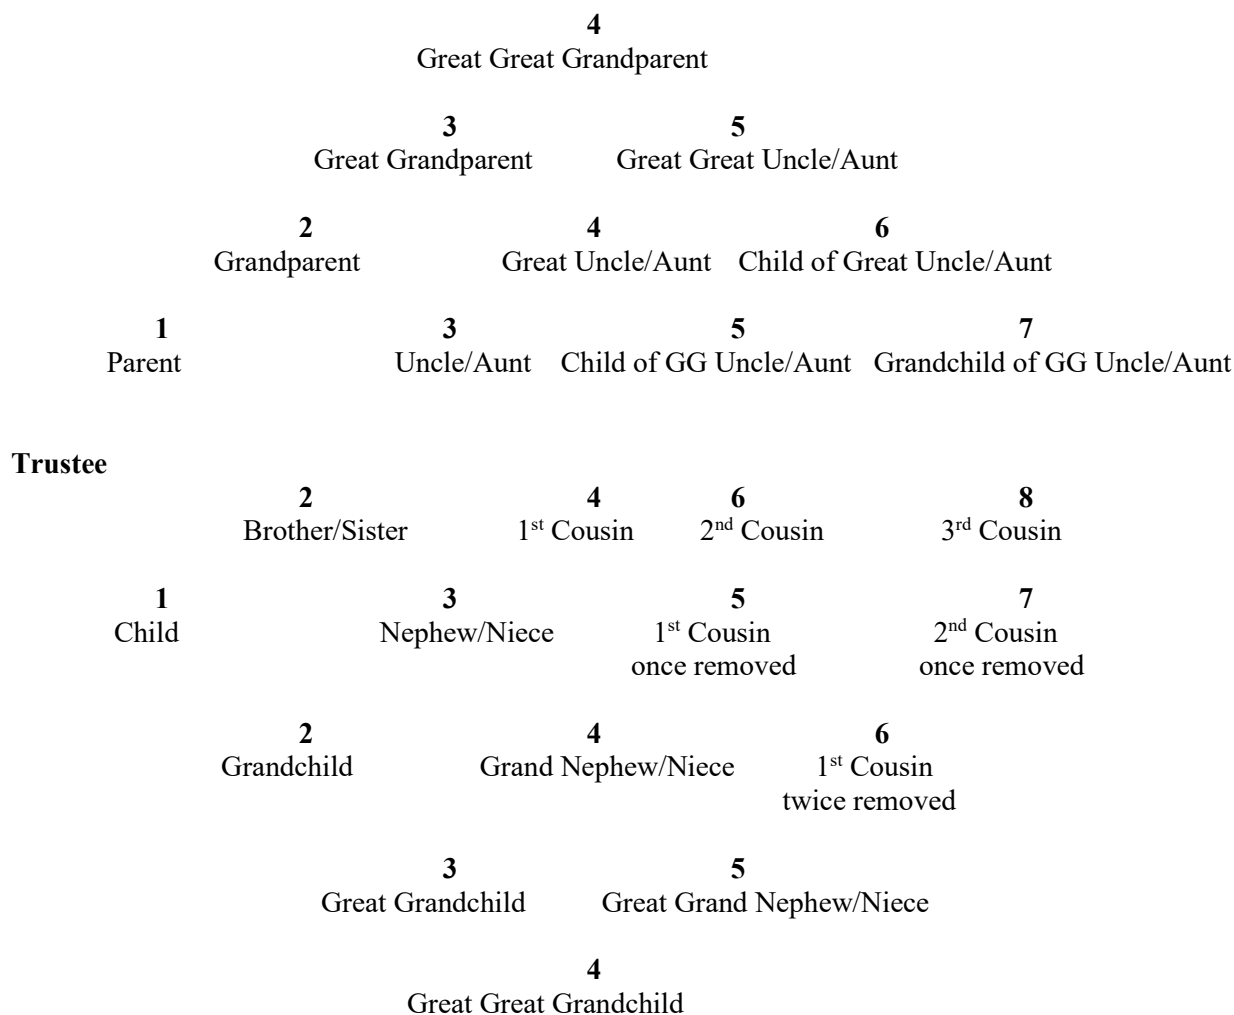 4
Great Great Grandparent
3 5
Great Grandparent Great Great Uncle/Aunt
2 4 6
Grandparent Great Uncle/Aunt Child of Great Uncle/Aunt
1 3 5 7
Parent Uncle/Aunt Child of GG Uncle/Aunt Grandchild of GG Uncle/Aunt
Trustee
2 4 6 8
Brother/Sister 1st Cousin 2nd Cousin 3rd Cousin
1 3 5 7
Child Nephew/Niece 1st Cousin 2nd Cousin
once removed once removed
2 4 6
Grandchild Grand Nephew/Niece 1st Cousin
twice removed
3 5
Great Grandchild Great Grand Nephew/Niece
4
Great Great Grandchild